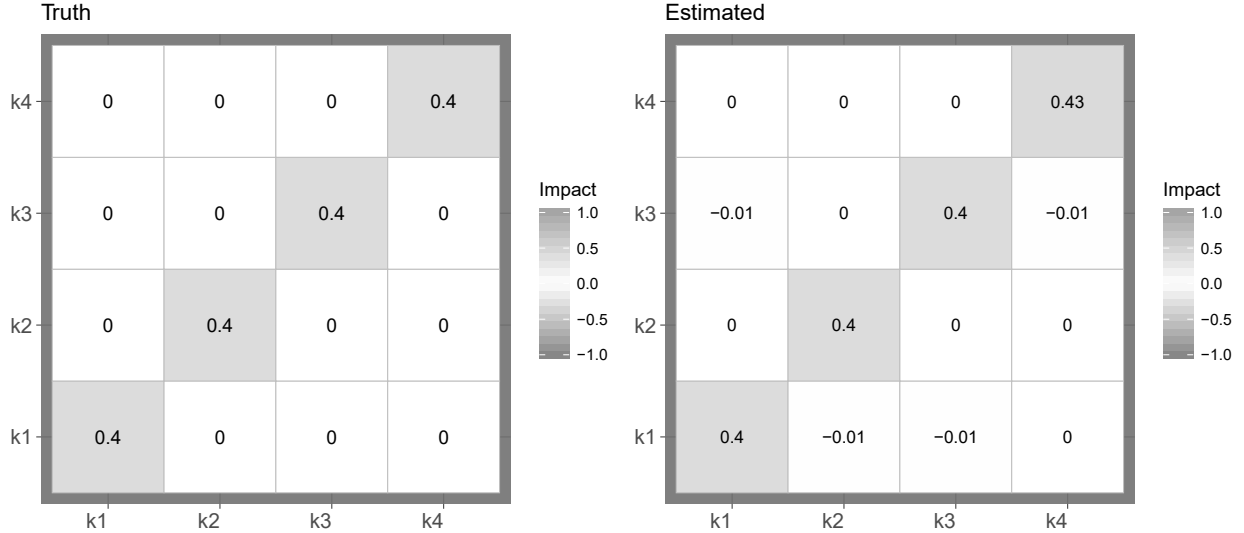 Truth
k4 0 0 0 0.4
k3 0 0 0.4 0
k2 0 0.4 0 0
k1 0.4 0 0 0
k1 k2 k3 k4
Impact
1.0
0.5
0.0
−0.5
−1.0
Estimated
k4 0 0 0 0.43
k3 −0.01 0 0.4 −0.01
k2 0 0.4 0 0
k1 0.4 −0.01 −0.01 0
k1 k2 k3 k4
Impact
1.0
0.5
0.0
−0.5
−1.0